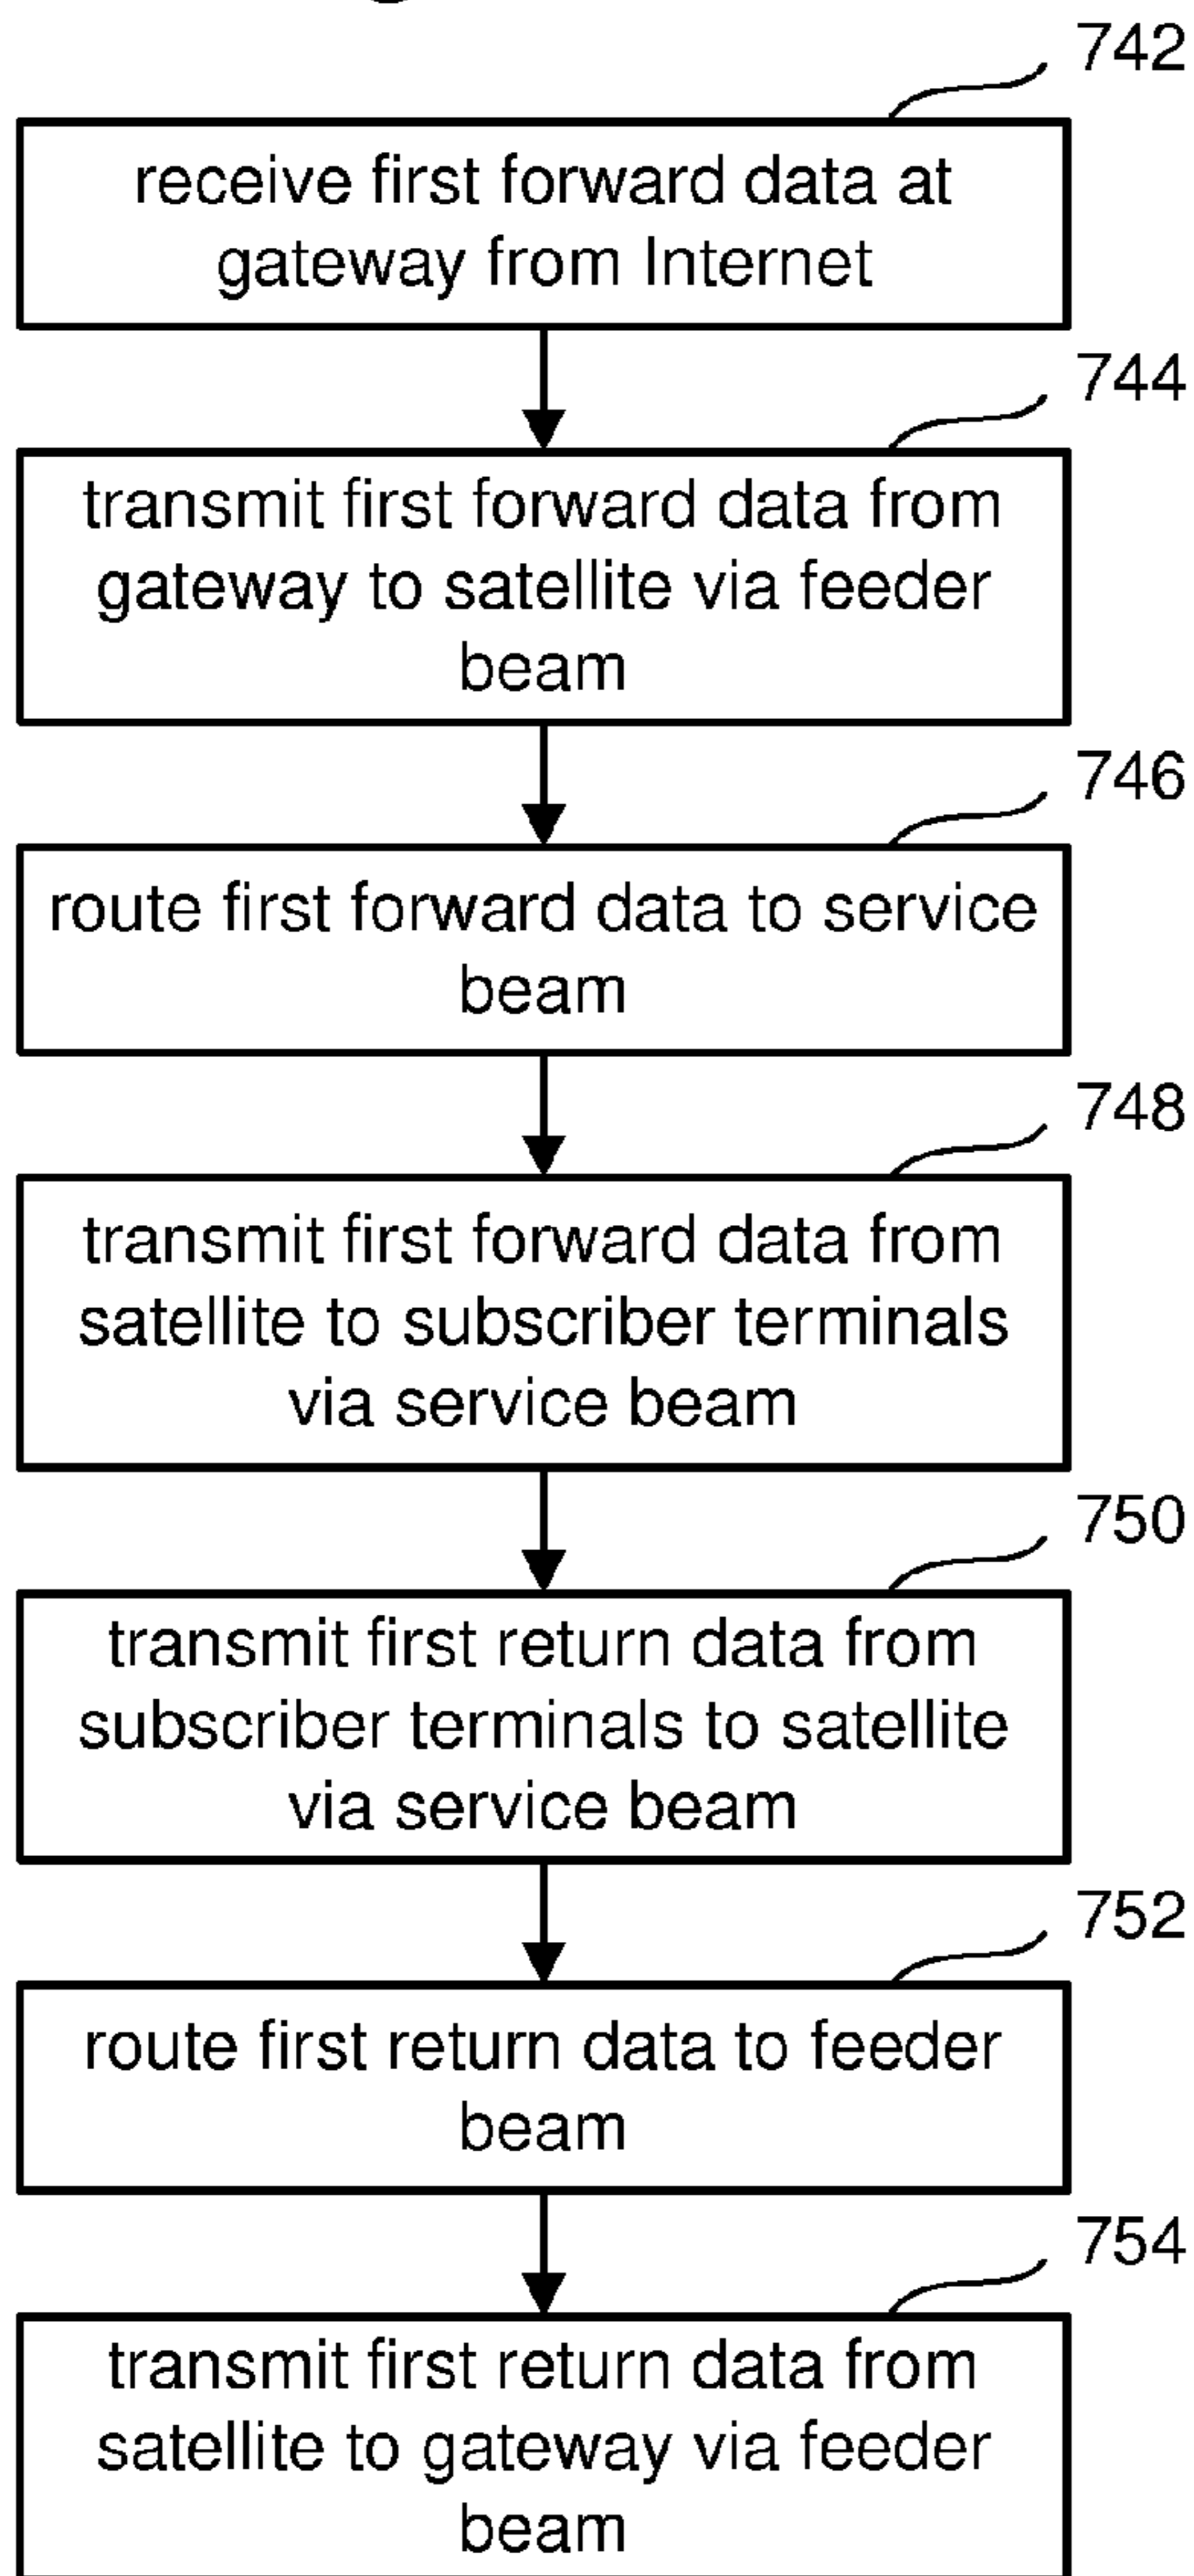 742
receive first forward data at
gateway from Internet
744
transmit first forward data from
gateway to satellite via feeder
beam
746
route first forward data to service
beam
748
transmit first forward data from
satellite to subscriber terminals
via service beam
750
transmit first return data from
subscriber terminals to satellite
via service beam
752
route first return data to feeder
beam
754
transmit first return data from
satellite to gateway via feeder
beam